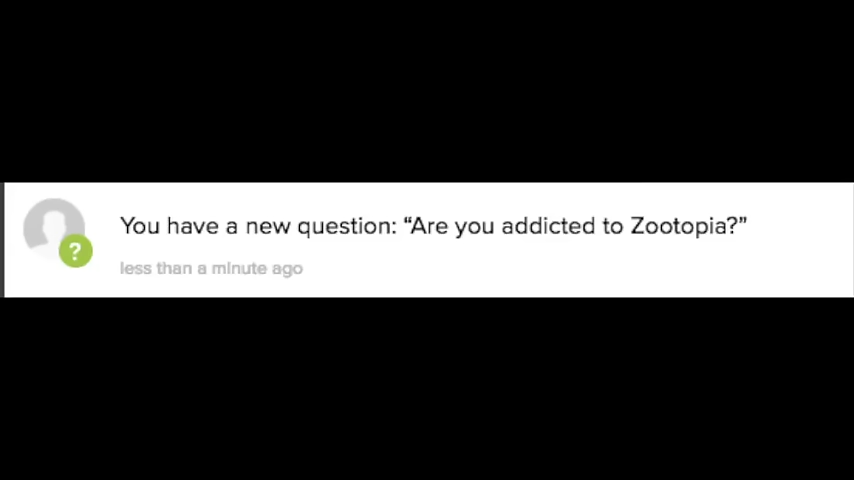 You have a new question: “Are you addicted to Zootopia?”
?
less than a minute ago